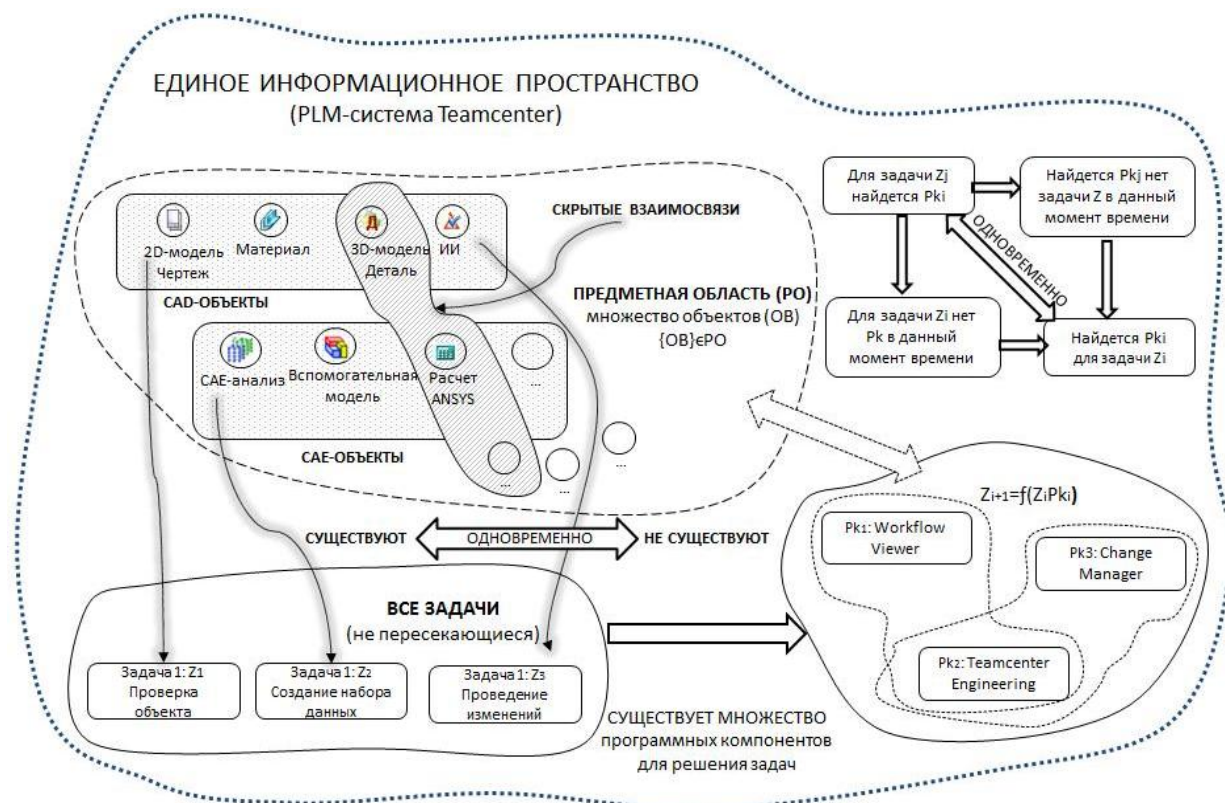 ЕДИНОЕ ИНФОРМАЦИОННОЕ ПРОСТРАНСТВО
(PLM-система Teamcenter)
2D-модель
Чертеж
Материал
3D-модель
Деталь
ИИ
CAD-ОБЪЕКТЫ
СКРЫТЫЕ ВЗАИМОСВЯЗИ
ПРЕДМЕТНАЯ ОБЛАСТЬ (PO)
множество объектов (OB)
{OB}єPO
CAE-анализ
Вспомогательная
модель
Расчет
ANSYS
...
CAE-ОБЪЕКТЫ
...
...
...
Для задачи Zj
найдется Pki
Найдется Pkj нет
задачи Z в данный
момент времени
ОДНОВРЕМЕННО
Для задачи Zi нет
Pk в данный
момент времени
Найдется Pki
для задачи Zi
СУЩЕСТВУЮТ
ОДНОВРЕМЕННО
НЕ СУЩЕСТВУЮТ
ВСЕ ЗАДАЧИ
(не пересекающиеся)
Задача 1: Z1
Проверка
объекта
Задача 1: Z2
Создание набора
данных
Задача 1: Z3
Проведение
изменений
СУЩЕСТВУЕТ МНОЖЕСТВО
программных компонентов
для решения задач
Zi+1=ƒ(ZiPki)
Pk1: Workflow
Viewer
Pk3: Change
Manager
Pk2: Teamcenter
Engineering